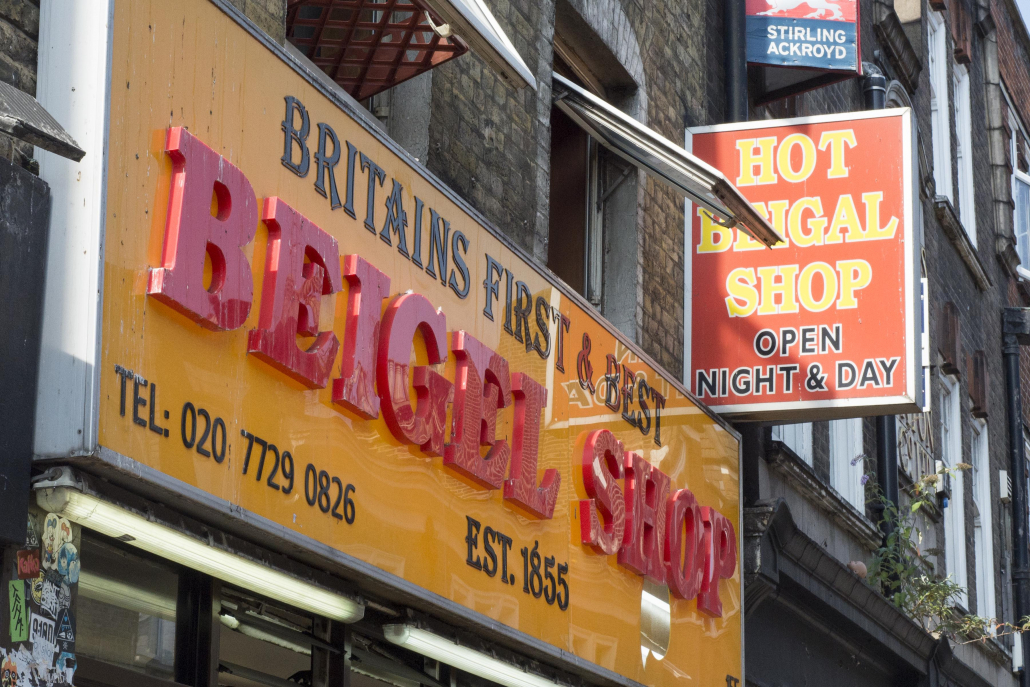 STIRLING
ACKROYD
BRITAINS FIRST & BEST
BEIGEL SHOP
TEL: 020 7729 0826
EST. 1855
HOT
BEIGAL
SHOP
OPEN
NIGHT & DAY